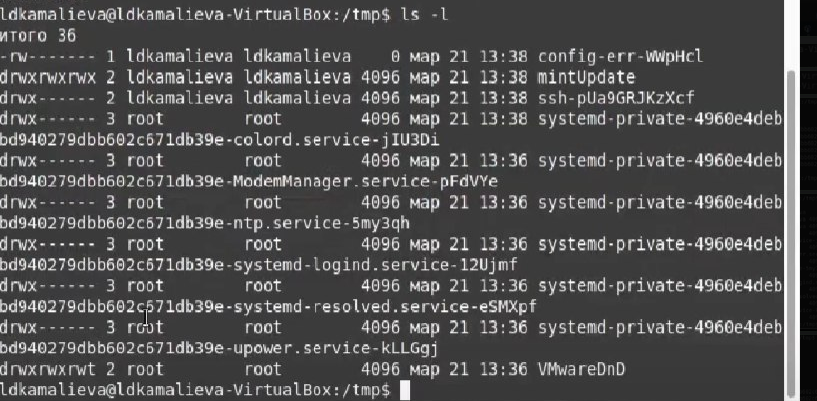 ldkamalieva@ldkamalieva-VirtualBox:/tmp$ ls -l
итого 36
-rw------- 1 ldkamalieva ldkamalieva 0 мар 21 13:38 config-err-WWpHcl
drwxrwxrwx 2 ldkamalieva ldkamalieva 4096 мар 21 13:38 mintUpdate
drwx------ 2 ldkamalieva ldkamalieva 4096 мар 21 13:38 ssh-pUa9GRJKzXcf
drwx------ 3 root root 4096 мар 21 13:38 systemd-private-4960e4deb
bd940279dbb602c671db39e-colord.service-jIU3Di
drwx------ 3 root root 4096 мар 21 13:36 systemd-private-4960e4deb
bd940279dbb602c671db39e-ModemManager.service-pFdVYe
drwx------ 3 root root 4096 мар 21 13:36 systemd-private-4960e4deb
bd940279dbb602c671db39e-ntp.service-5my3qh
drwx------ 3 root root 4096 мар 21 13:36 systemd-private-4960e4deb
bd940279dbb602c671db39e-systemd-logind.service-12Ujmf
drwx------ 3 root root 4096 мар 21 13:36 systemd-private-4960e4deb
bd940279dbb602c671db39e-systemd-resolved.service-eSMXpf
drwx------ 3 root root 4096 мар 21 13:36 systemd-private-4960e4deb
bd940279dbb602c671db39e-upower.service-kLLGgj
drwxrwxrwt 2 root root 4096 мар 21 13:36 VMwareDnD
ldkamalieva@ldkamalieva-VirtualBox:/tmp$